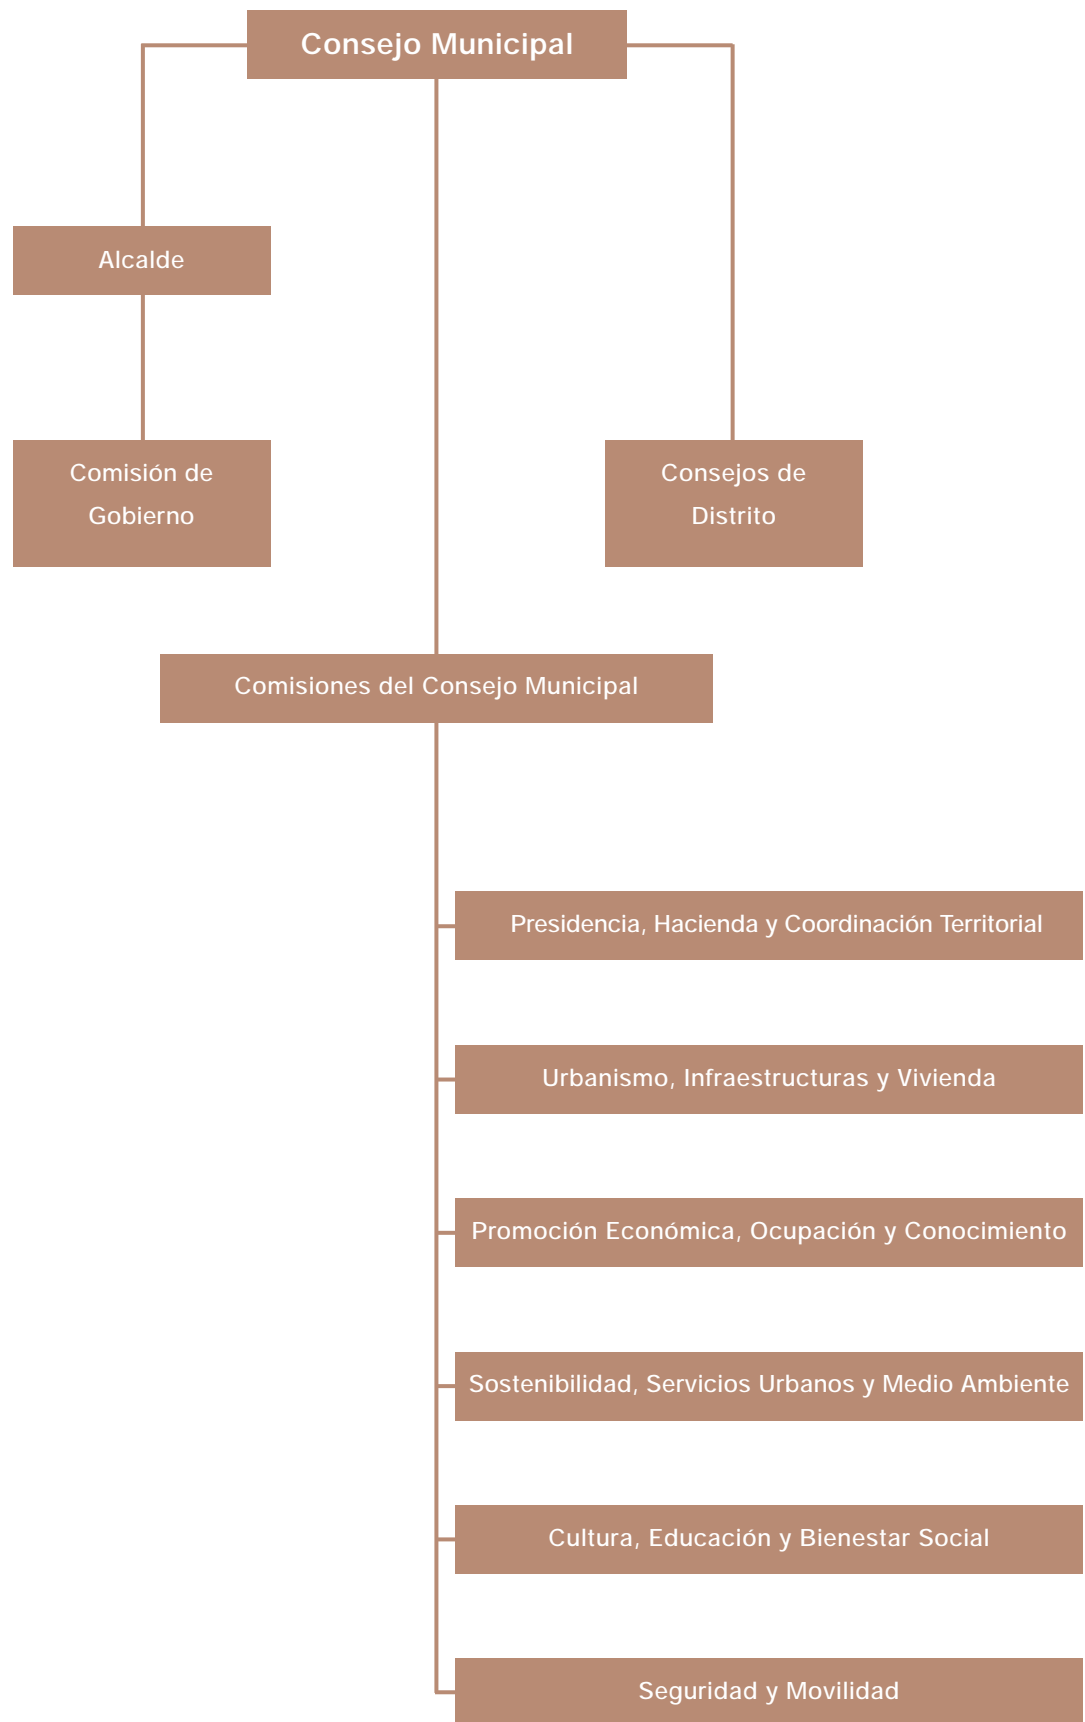 Consejo Municipal
Alcalde
Comisión de
Gobierno
Consejos de
Distrito
Comisiones del Consejo Municipal
Presidencia, Hacienda y Coordinación Territorial
Urbanismo, Infraestructuras y Vivienda
Promoción Económica, Ocupación y Conocimiento
Sostenibilidad, Servicios Urbanos y Medio Ambiente
Cultura, Educación y Bienestar Social
Seguridad y Movilidad